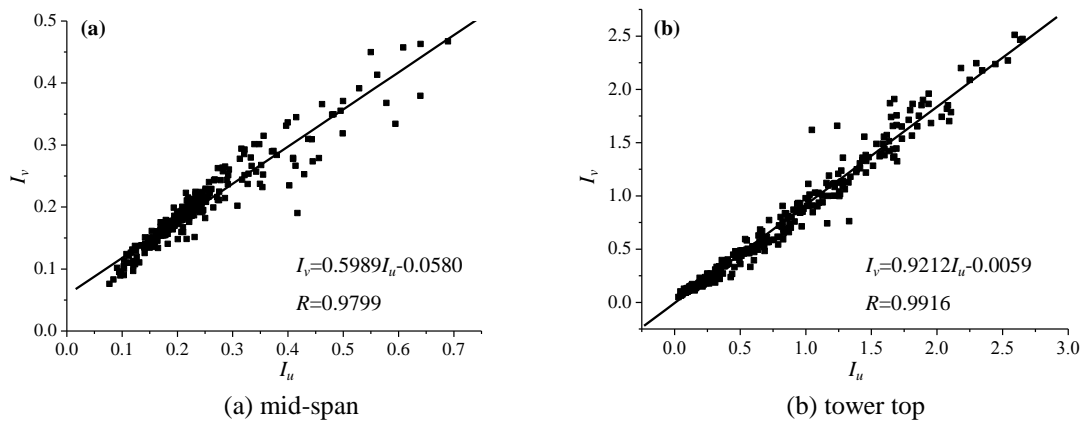 (a)
0.5
0.4
0.3
0.2
0.1
0.0
I_v
I_v=0.5989I_u-0.0580
R=0.9799
0.0 0.1 0.2 0.3 0.4 0.5 0.6 0.7
I_u
(a) mid-span
(b)
2.5
2.0
1.5
1.0
0.5
0.0
I_v
I_v=0.9212I_u-0.0059
R=0.9916
0.0 0.5 1.0 1.5 2.0 2.5 3.0
I_u
(b) tower top